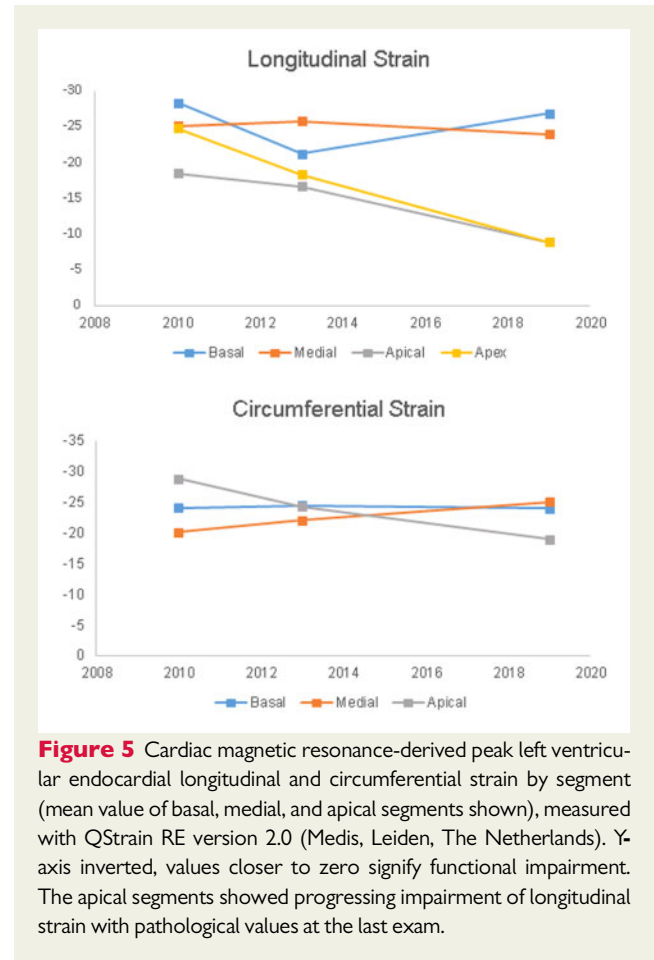 Longitudinal Strain
-30
-25
-20
-15
-10
-5
0
2008 2010 2012 2014 2016 2018 2020
Basal Medial Apical Apex
Circumferential Strain
-35
-30
-25
-20
-15
-10
-5
0
2008 2010 2012 2014 2016 2018 2020
Basal Medial Apical
Figure 5 Cardiac magnetic resonance-derived peak left ventricu-
lar endocardial longitudinal and circumferential strain by segment
(mean value of basal, medial, and apical segments shown), measured
with QStrain RE version 2.0 (Medis, Leiden, The Netherlands). Y-
axis inverted, values closer to zero signify functional impairment.
The apical segments showed progressing impairment of longitudinal
strain with pathological values at the last exam.